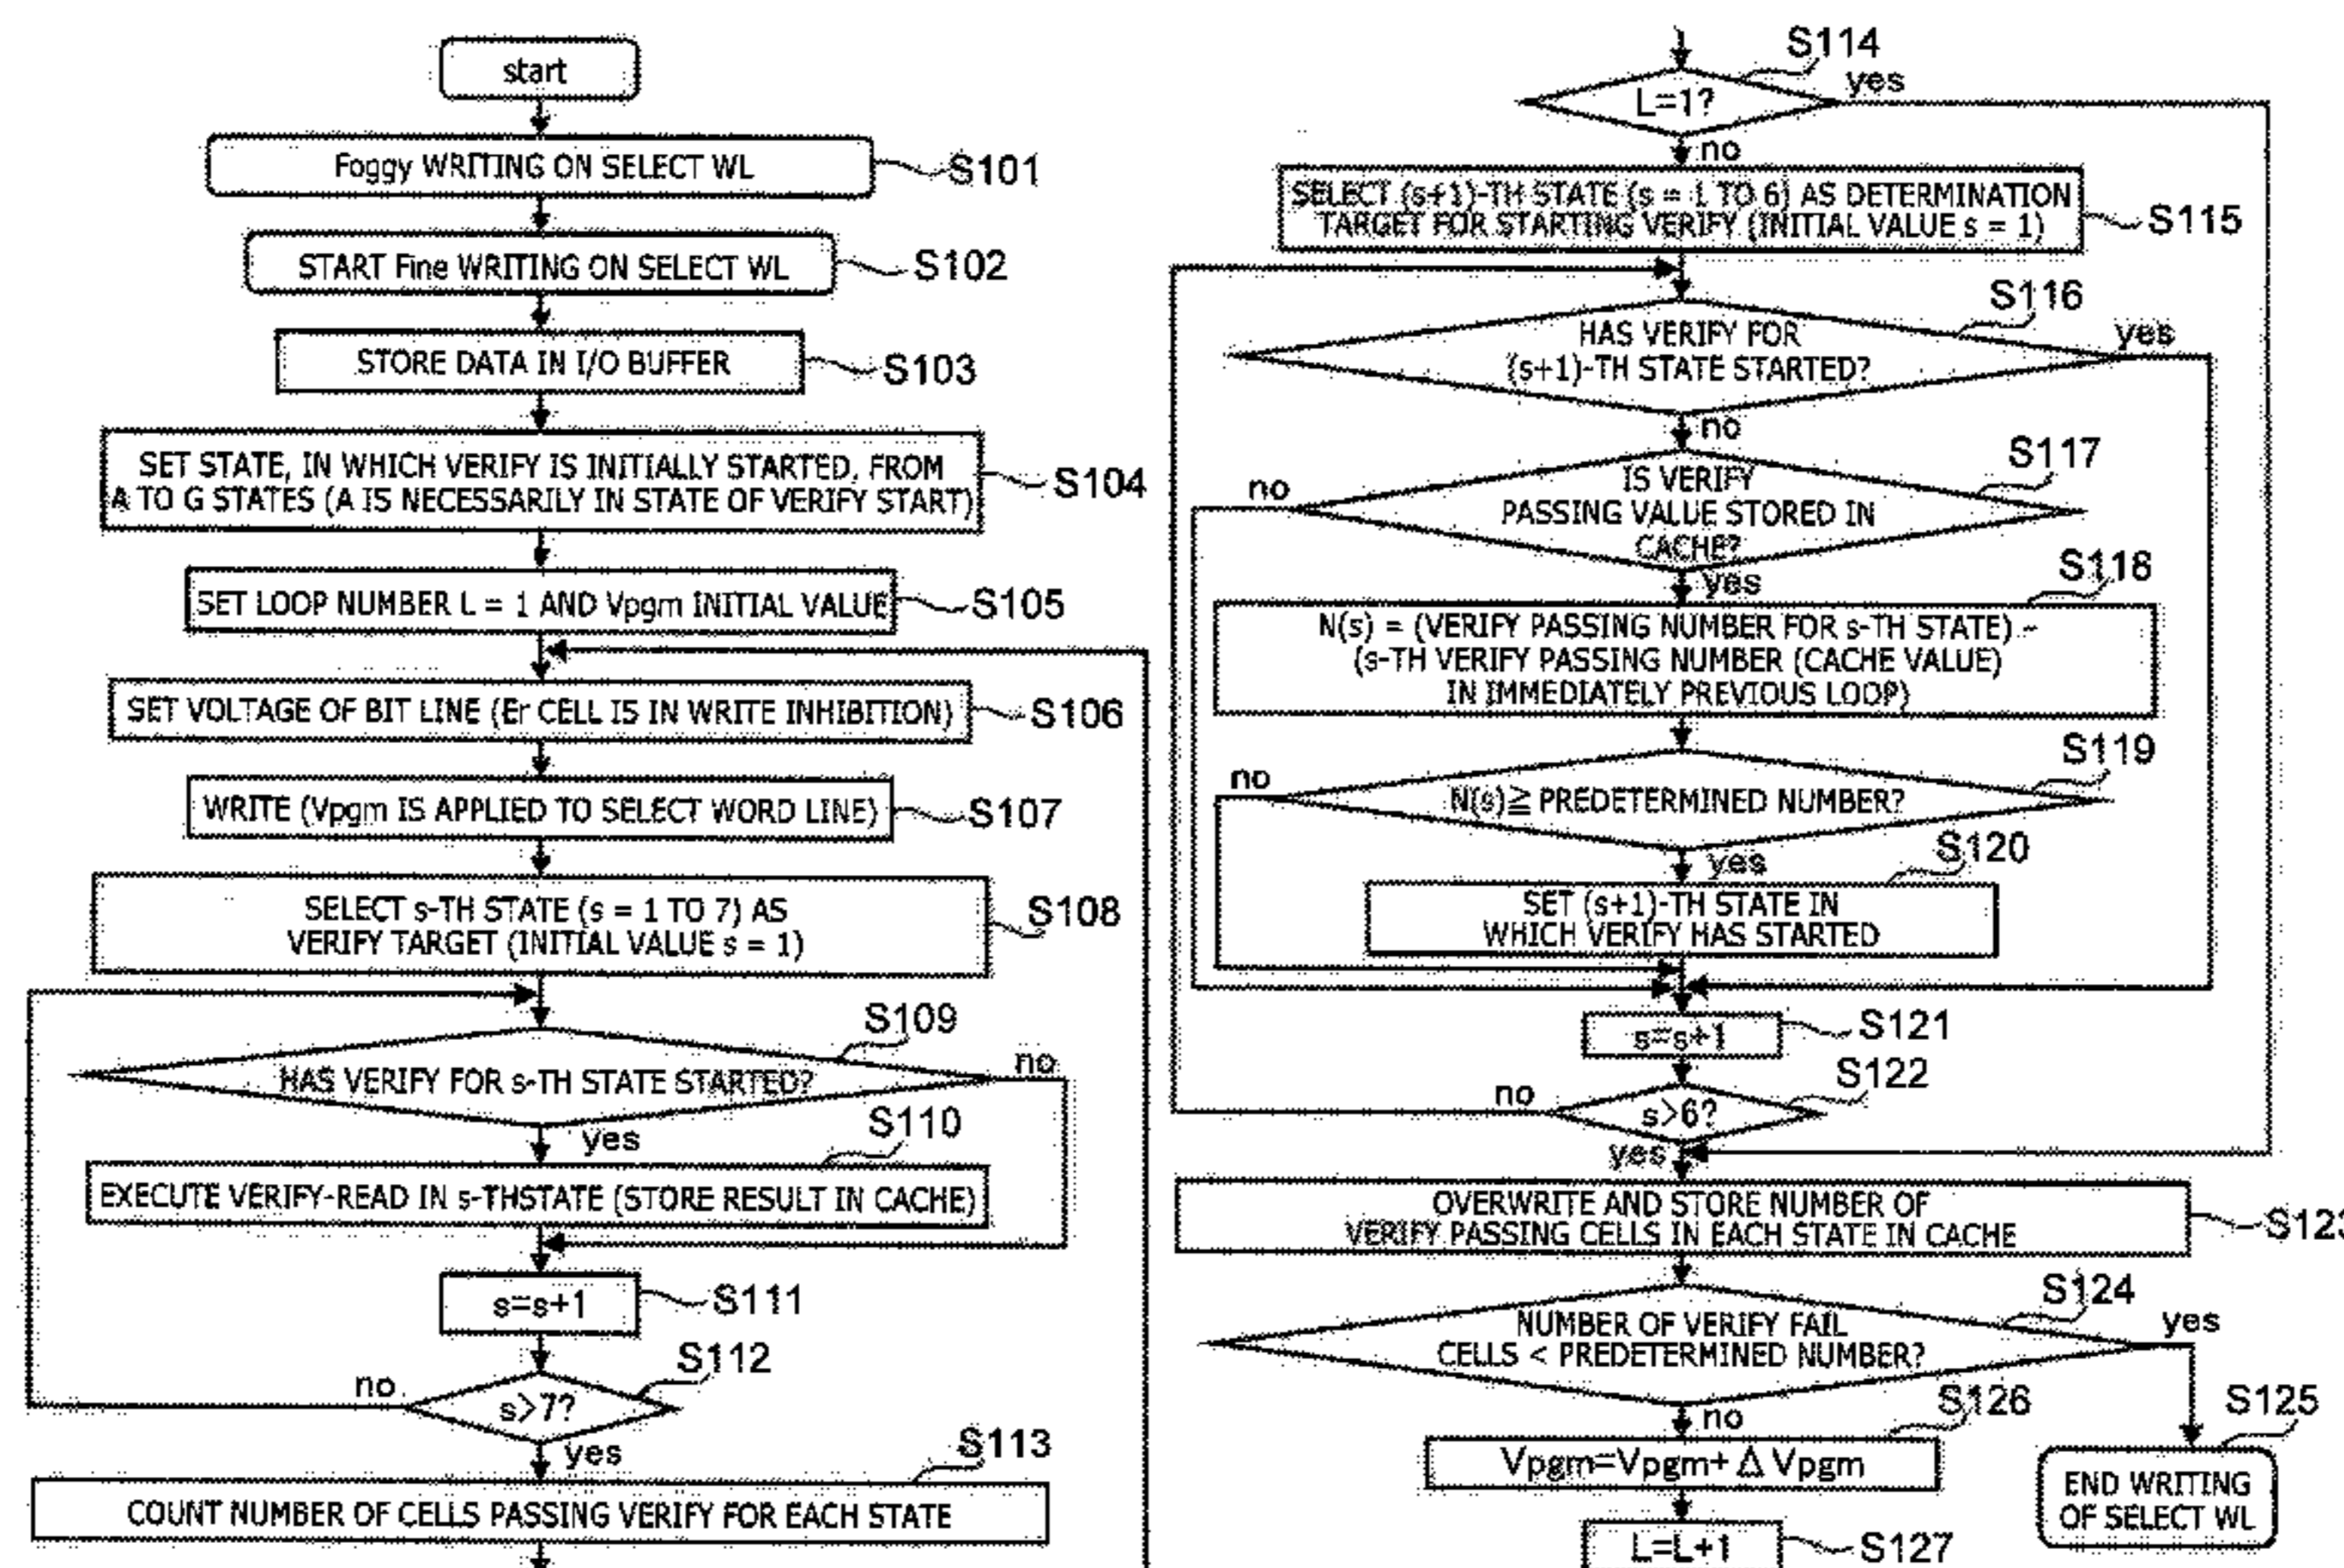 start
Foggy WRITING ON SELECT WL
S101
START Fine WRITING ON SELECT WL
S102
STORE DATA IN I/O BUFFER
S103
SET STATE, IN WHICH VERIFY IS INITIALLY STARTED, FROM
A TO G STATES (A IS NECESSARILY IN STATE OF VERIFY START)
S104
SET LOOP NUMBER L = 1 AND Vpgm INITIAL VALUE
S105
SET VOLTAGE OF BIT LINE (Er CELL IS IN WRITE INHIBITION)
S106
WRITE (Vpgm IS APPLIED TO SELECT WORD LINE)
S107
SELECT s-TH STATE (s = 1 TO 7) AS
VERIFY TARGET (INITIAL VALUE s = 1)
S108
S109
HAS VERIFY FOR s-TH STATE STARTED?
no
yes
S110
EXECUTE VERIFY-READ IN s-THSTATE (STORE RESULT IN CACHE)
s=s+1
S111
S112
no
s>7?
yes
S113
COUNT NUMBER OF CELLS PASSING VERIFY FOR EACH STATE
S114
L=1?
yes
no
SELECT (s+1)-TH STATE (s = 1 TO 6) AS DETERMINATION
TARGET FOR STARTING VERIFY (INITIAL VALUE s = 1)
S115
S116
HAS VERIFY FOR
(s+1)-TH STATE STARTED?
yes
no
S117
IS VERIFY
PASSING VALUE STORED IN
CACHE?
no
yes
S118
N(s) = (VERIFY PASSING NUMBER FOR s-TH STATE) -
(s-TH VERIFY PASSING NUMBER (CACHE VALUE)
IN IMMEDIATELY PREVIOUS LOOP)
S119
no
N(s)≧ PREDETERMINED NUMBER?
yes
S120
SET (s+1)-TH STATE IN
WHICH VERIFY HAS STARTED
s=s+1
S121
S122
no
s>6?
yes
OVERWRITE AND STORE NUMBER OF
VERIFY PASSING CELLS IN EACH STATE IN CACHE
S123
S124
NUMBER OF VERIFY FAIL
CELLS < PREDETERMINED NUMBER?
yes
no
S126
Vpgm=Vpgm+ Δ Vpgm
S125
END WRITING
OF SELECT WL
L=L+1
S127